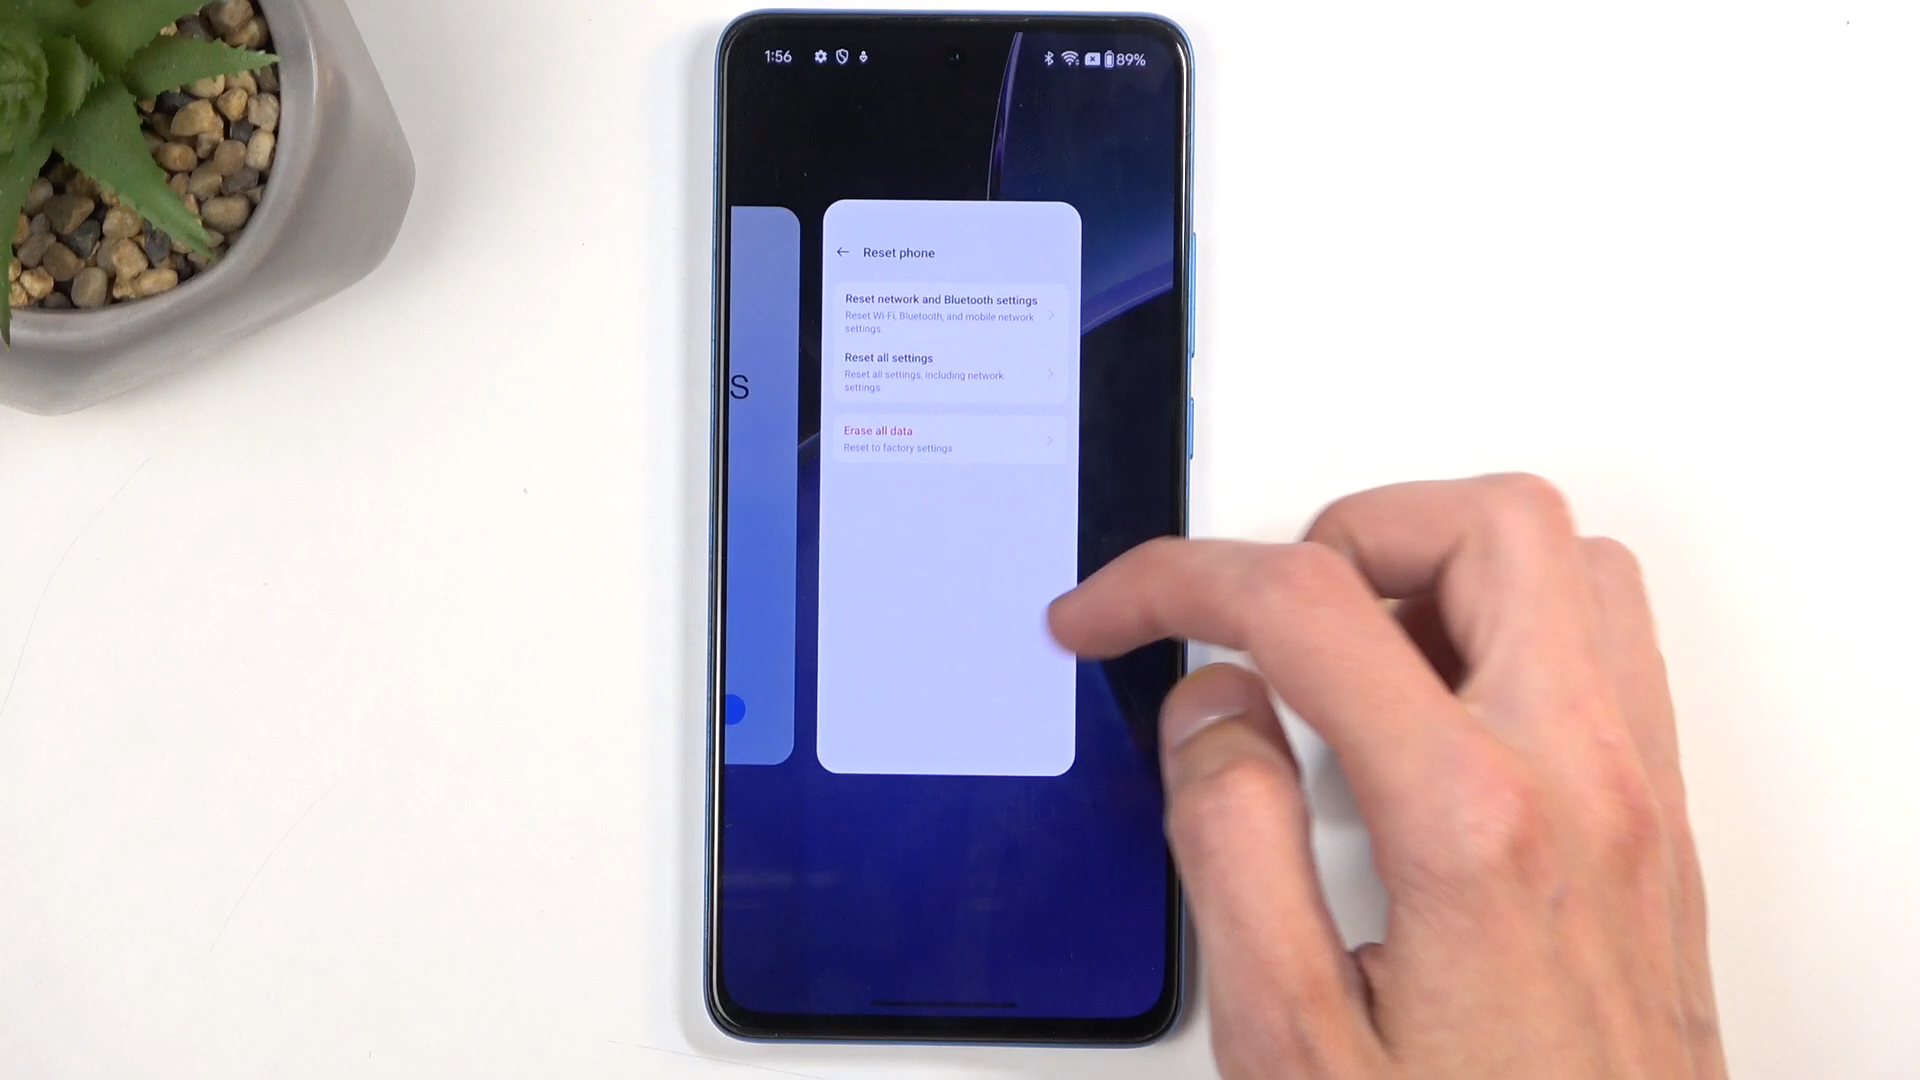 1:56
89%
Reset phone
Reset network and Bluetooth settings
Reset Wi-Fi, Bluetooth, and mobile network
settings
Reset all settings
Reset all settings, including network
settings
S
Erase all data
Reset to factory settings